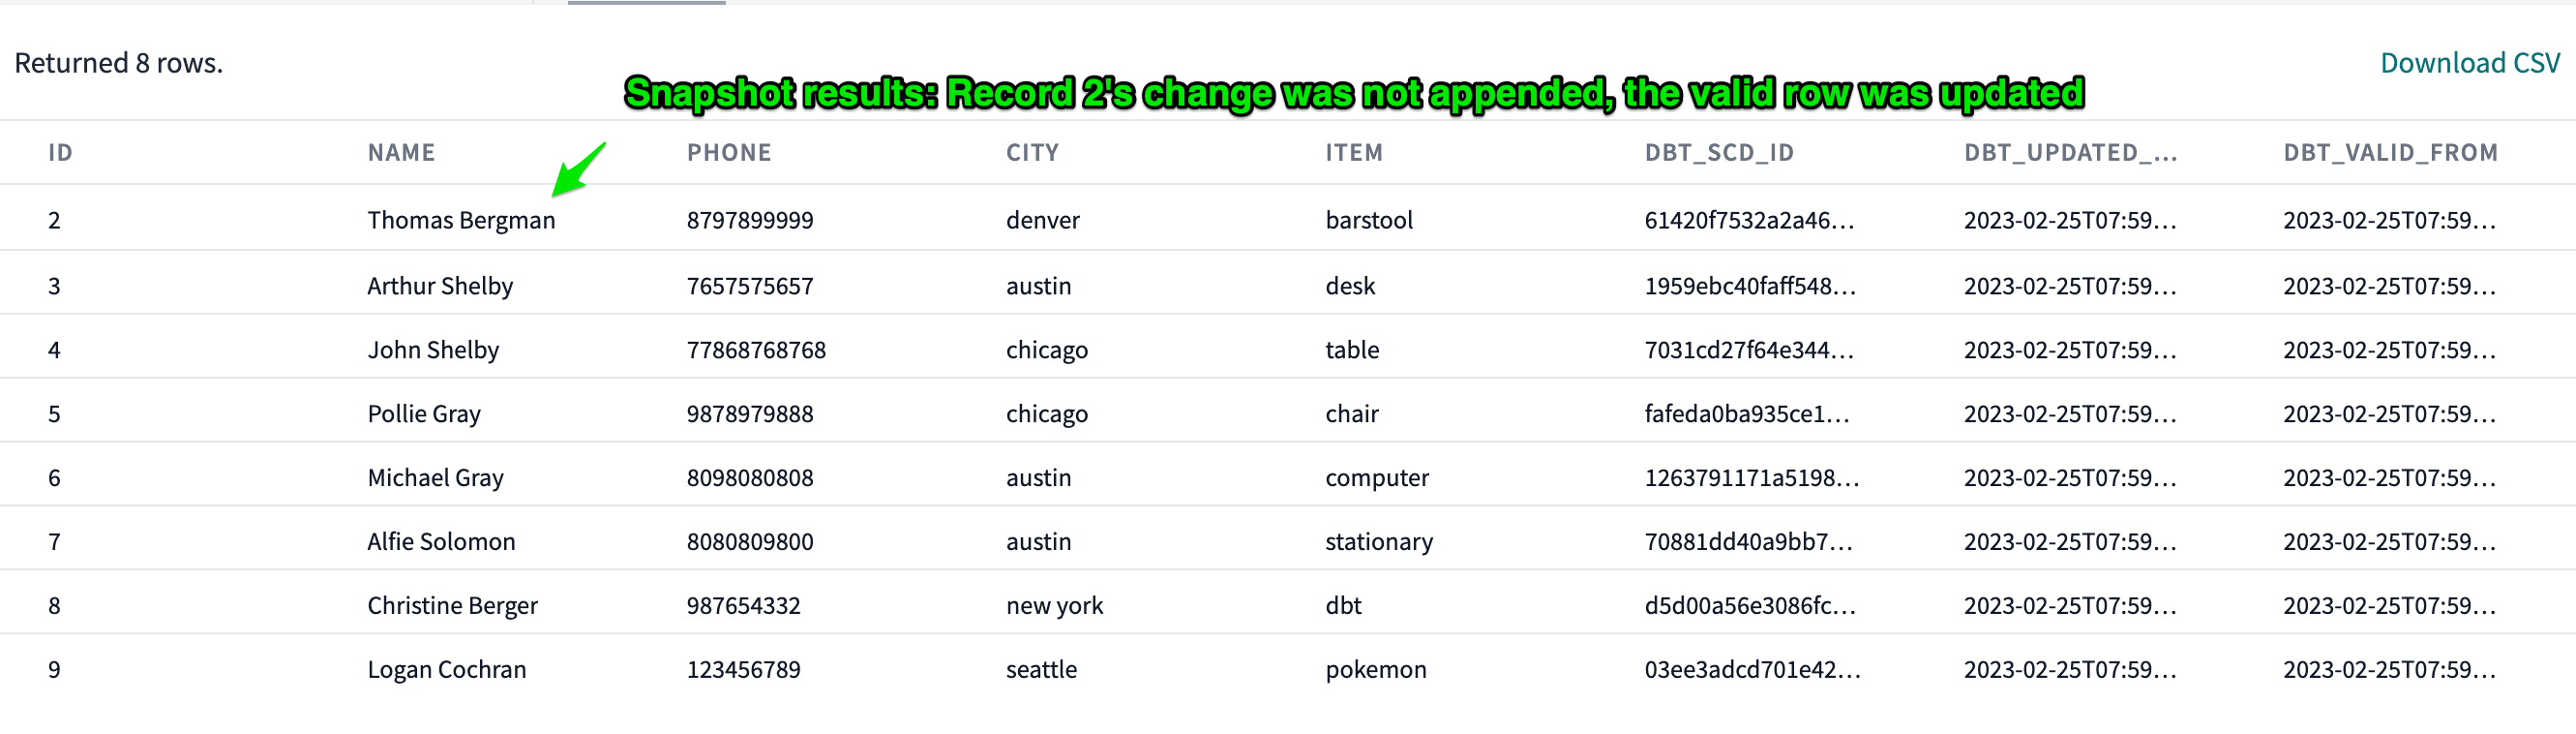 Returned 8 rows.
Download CSV
Snapshot results: Record 2's change was not appended, the valid row was updated
ID NAME PHONE CITY ITEM DBT_SCD_ID DBT_UPDATED_... DBT_VALID_FROM
2 Thomas Bergman 8797899999 denver barstool 61420f7532a2a46... 2023-02-25T07:59... 2023-02-25T07:59...
3 Arthur Shelby 7657575657 austin desk 1959ebc40faff548... 2023-02-25T07:59... 2023-02-25T07:59...
4 John Shelby 77868768768 chicago table 7031cd27f64e344... 2023-02-25T07:59... 2023-02-25T07:59...
5 Pollie Gray 9878979888 chicago chair fafeda0ba935ce1... 2023-02-25T07:59... 2023-02-25T07:59...
6 Michael Gray 8098080808 austin computer 1263791171a5198... 2023-02-25T07:59... 2023-02-25T07:59...
7 Alfie Solomon 8080809800 austin stationary 70881dd40a9bb7... 2023-02-25T07:59... 2023-02-25T07:59...
8 Christine Berger 987654332 new york dbt d5d00a56e3086fc... 2023-02-25T07:59... 2023-02-25T07:59...
9 Logan Cochran 123456789 seattle pokemon 03ee3adcd701e42... 2023-02-25T07:59... 2023-02-25T07:59...